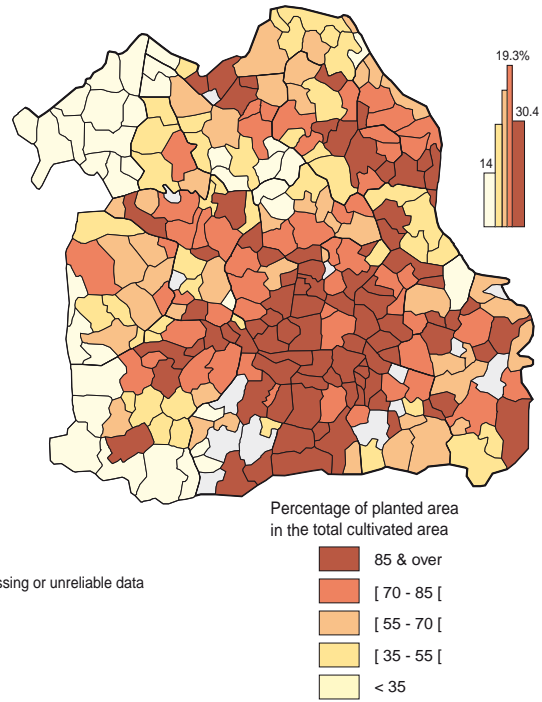 19.3%
30.4
14
Percentage of planted area
in the total cultivated area
85 & over
[ 70 - 85 [
ssing or unreliable data
[ 55 - 70 [
[ 35 - 55 [
< 35